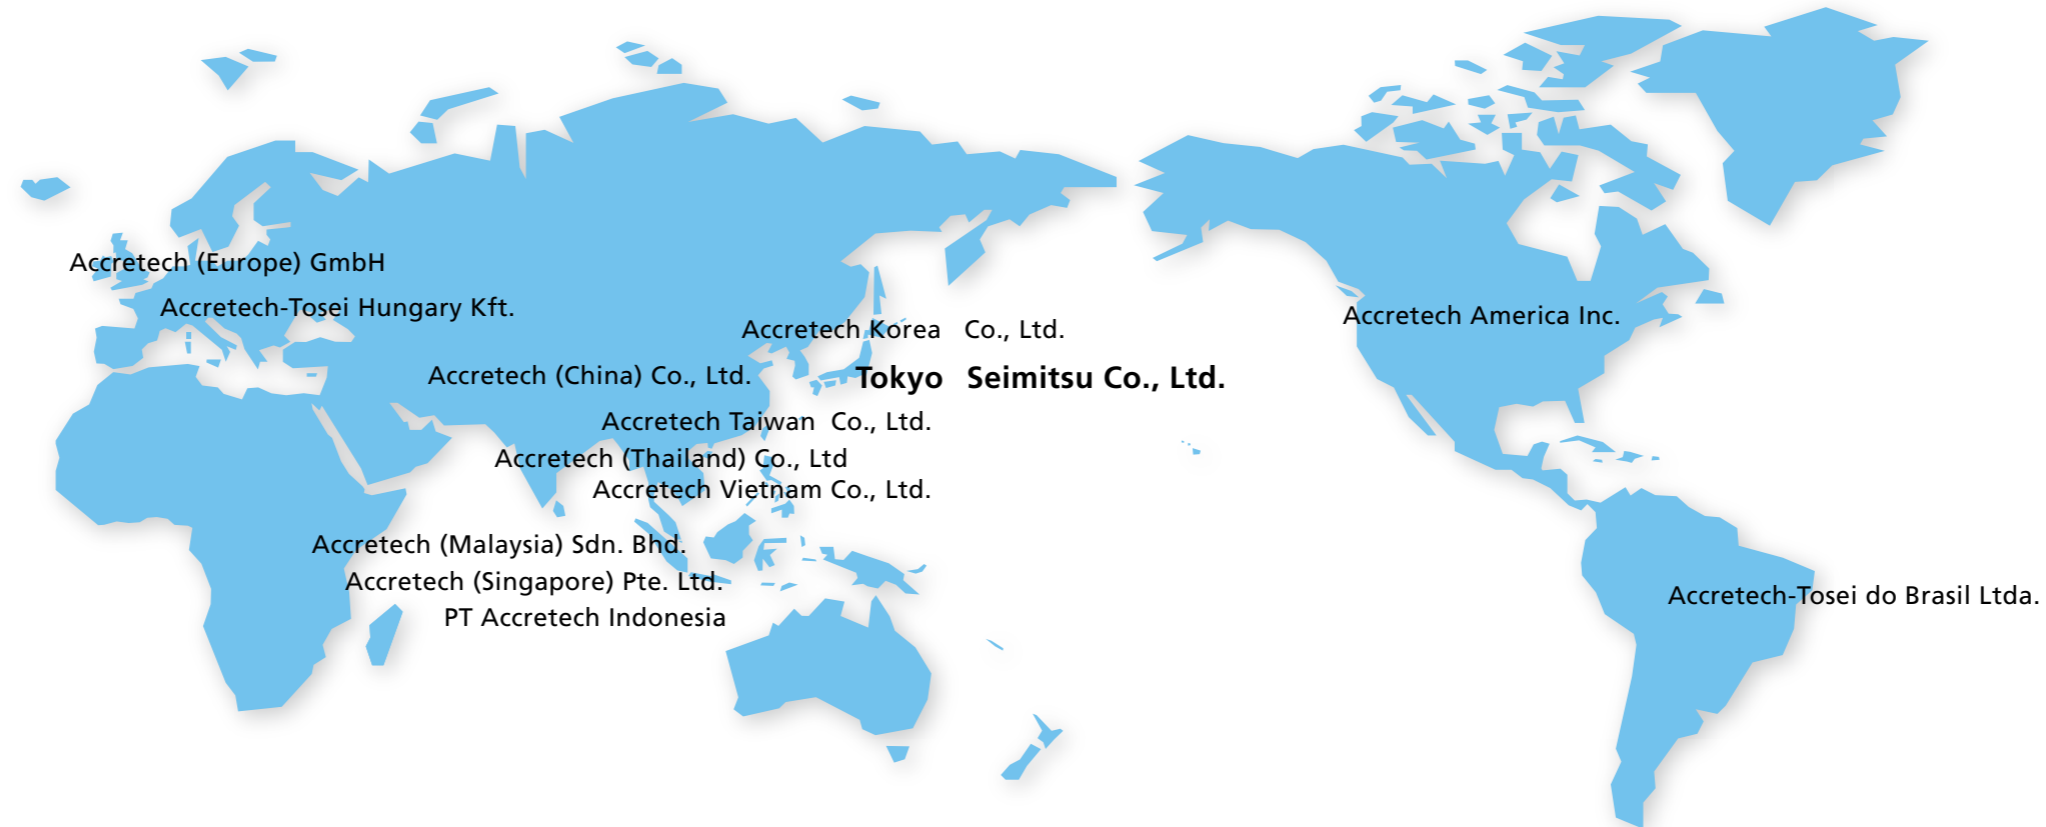 Accretech (Europe) GmbH
Accretech-Tosei Hungary Kft.
Accretech America Inc.
Accretech Korea Co., Ltd.
Accretech (China) Co., Ltd.
Tokyo Seimitsu Co., Ltd.
Accretech Taiwan Co., Ltd.
Accretech (Thailand) Co., Ltd
Accretech Vietnam Co., Ltd.
Accretech (Malaysia) Sdn. Bhd.
Accretech (Singapore) Pte. Ltd.
Accretech-Tosei do Brasil Ltda.
PT Accretech Indonesia